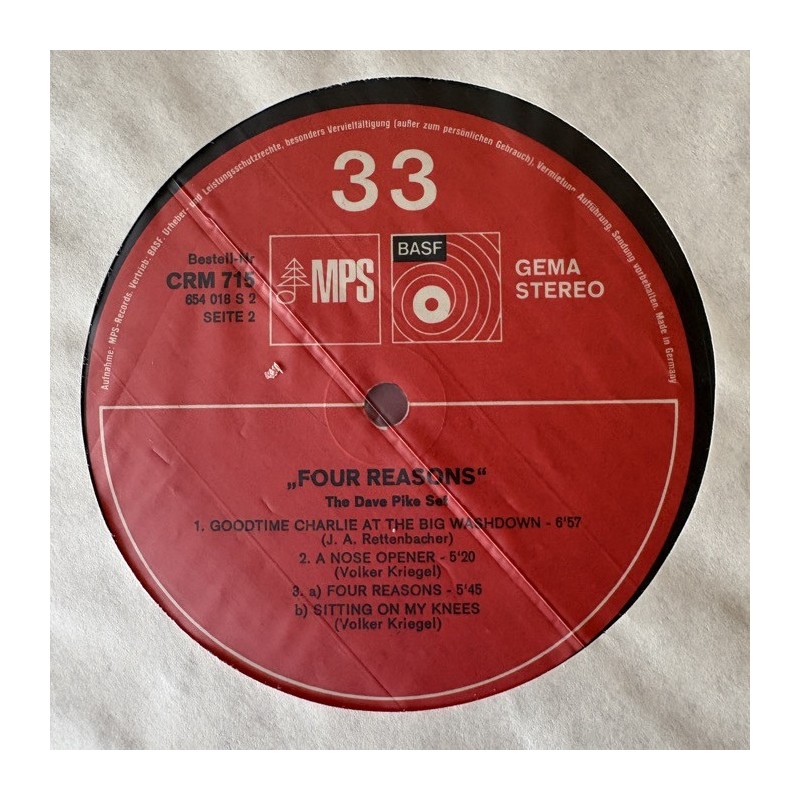 Aufnahme: MPS-Records. Vertrieb: BASF. Urheber- und Leistungsschutzrechte, besonders Vervielfältigung (außer zum persönlichen Gebrauch), Vermietung, Aufführung, Sendung vorbehalten. Made in Germany
33
Bestell-Nr
CRM 715
654 018 S 2
SEITE 2
MPS
BASF
GEMA
STEREO
„FOUR REASONS“
The Dave Pike Set
1. GOODTIME CHARLIE AT THE BIG WASHDOWN - 6'57
(J. A. Rettenbacher)
2. A NOSE OPENER - 5'20
(Volker Kriegel)
3. a) FOUR REASONS - 5'45
b) SITTING ON MY KNEES
(Volker Kriegel)